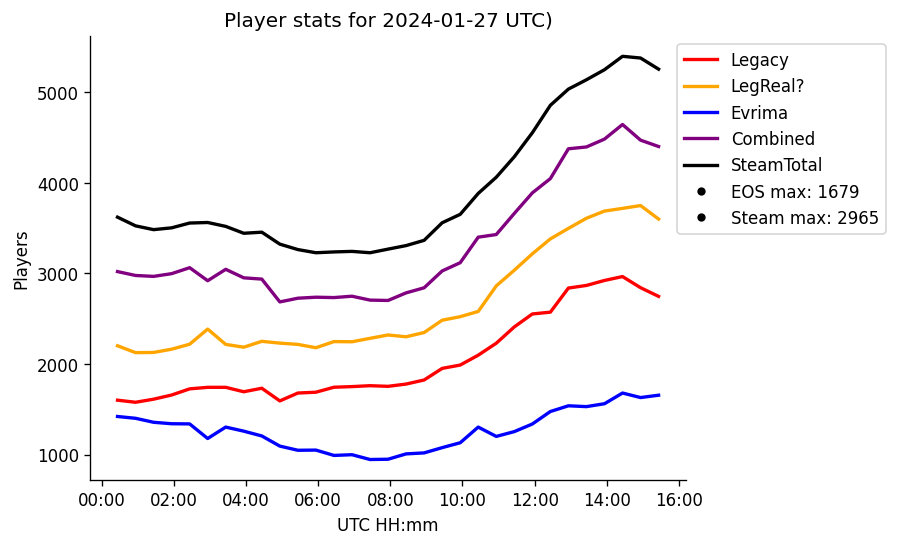 Player stats for 2024-01-27 UTC)
5000
4000
3000
2000
1000
Players
00:00 02:00 04:00 06:00 08:00 10:00 12:00 14:00 16:00
UTC HH:mm
Legacy
LegReal?
Evrima
Combined
SteamTotal
EOS max: 1679
Steam max: 2965